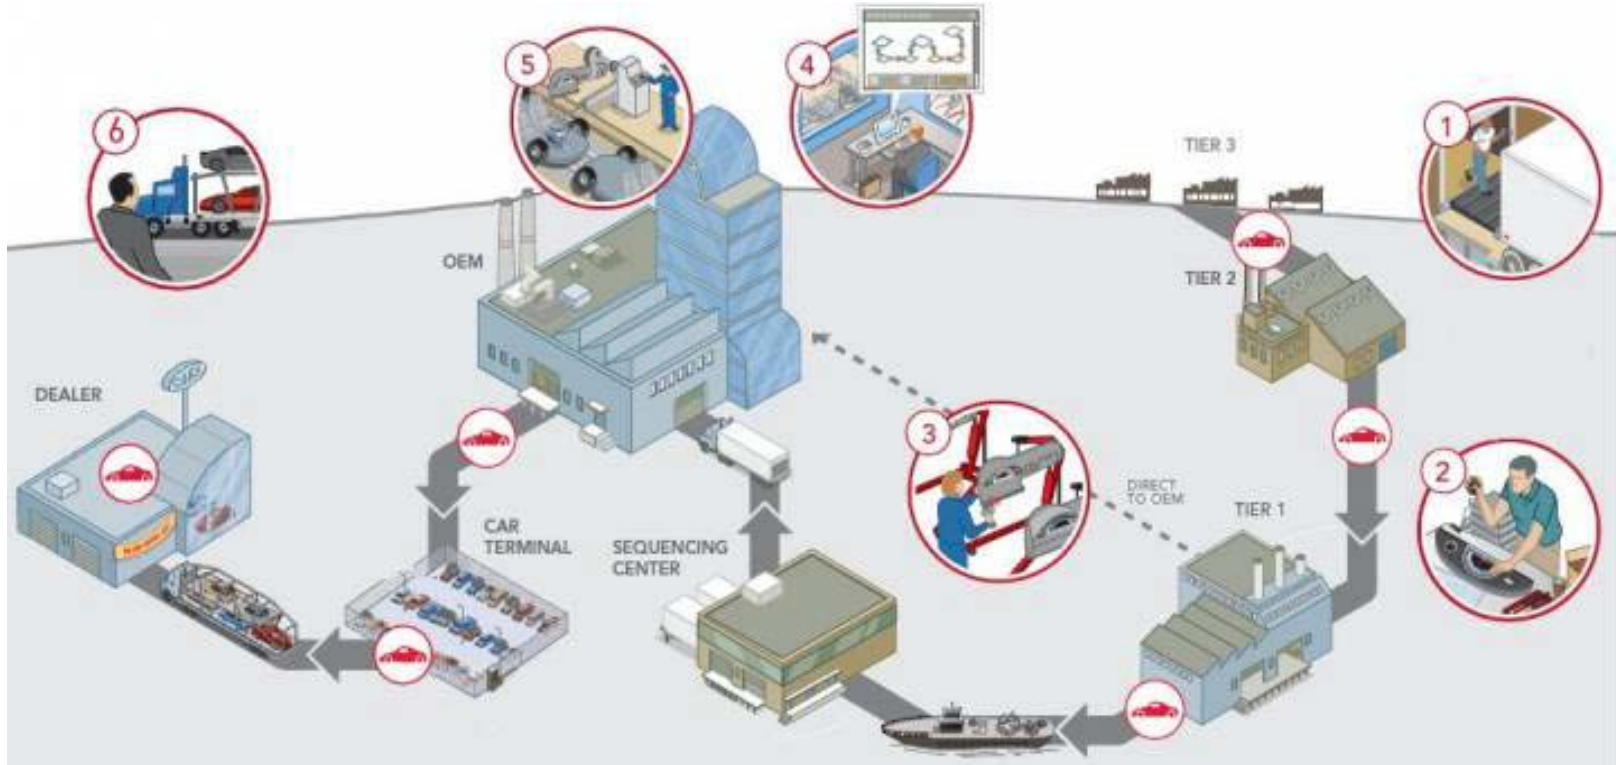 6
5
4
1
TIER 3
OEM
TIER 2
DEALER
3
2
DIRECT
TO OEM
TIER 1
CAR
TERMINAL
SEQUENCING
CENTER